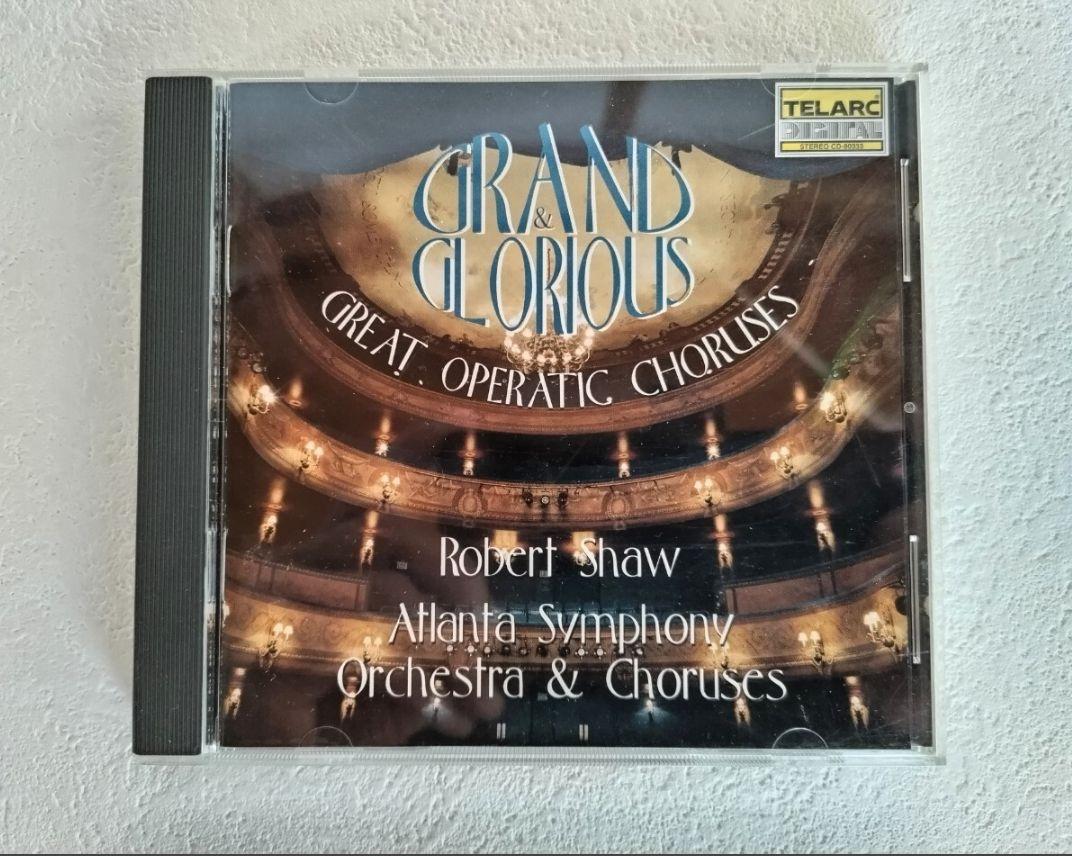 TELARC
DIGITAL
STEREO CD-80333
GRAND
&
GLORIOUS
GREAT OPERATIC CHORUSES
Robert Shaw
Atlanta Symphony
Orchestra & Choruses